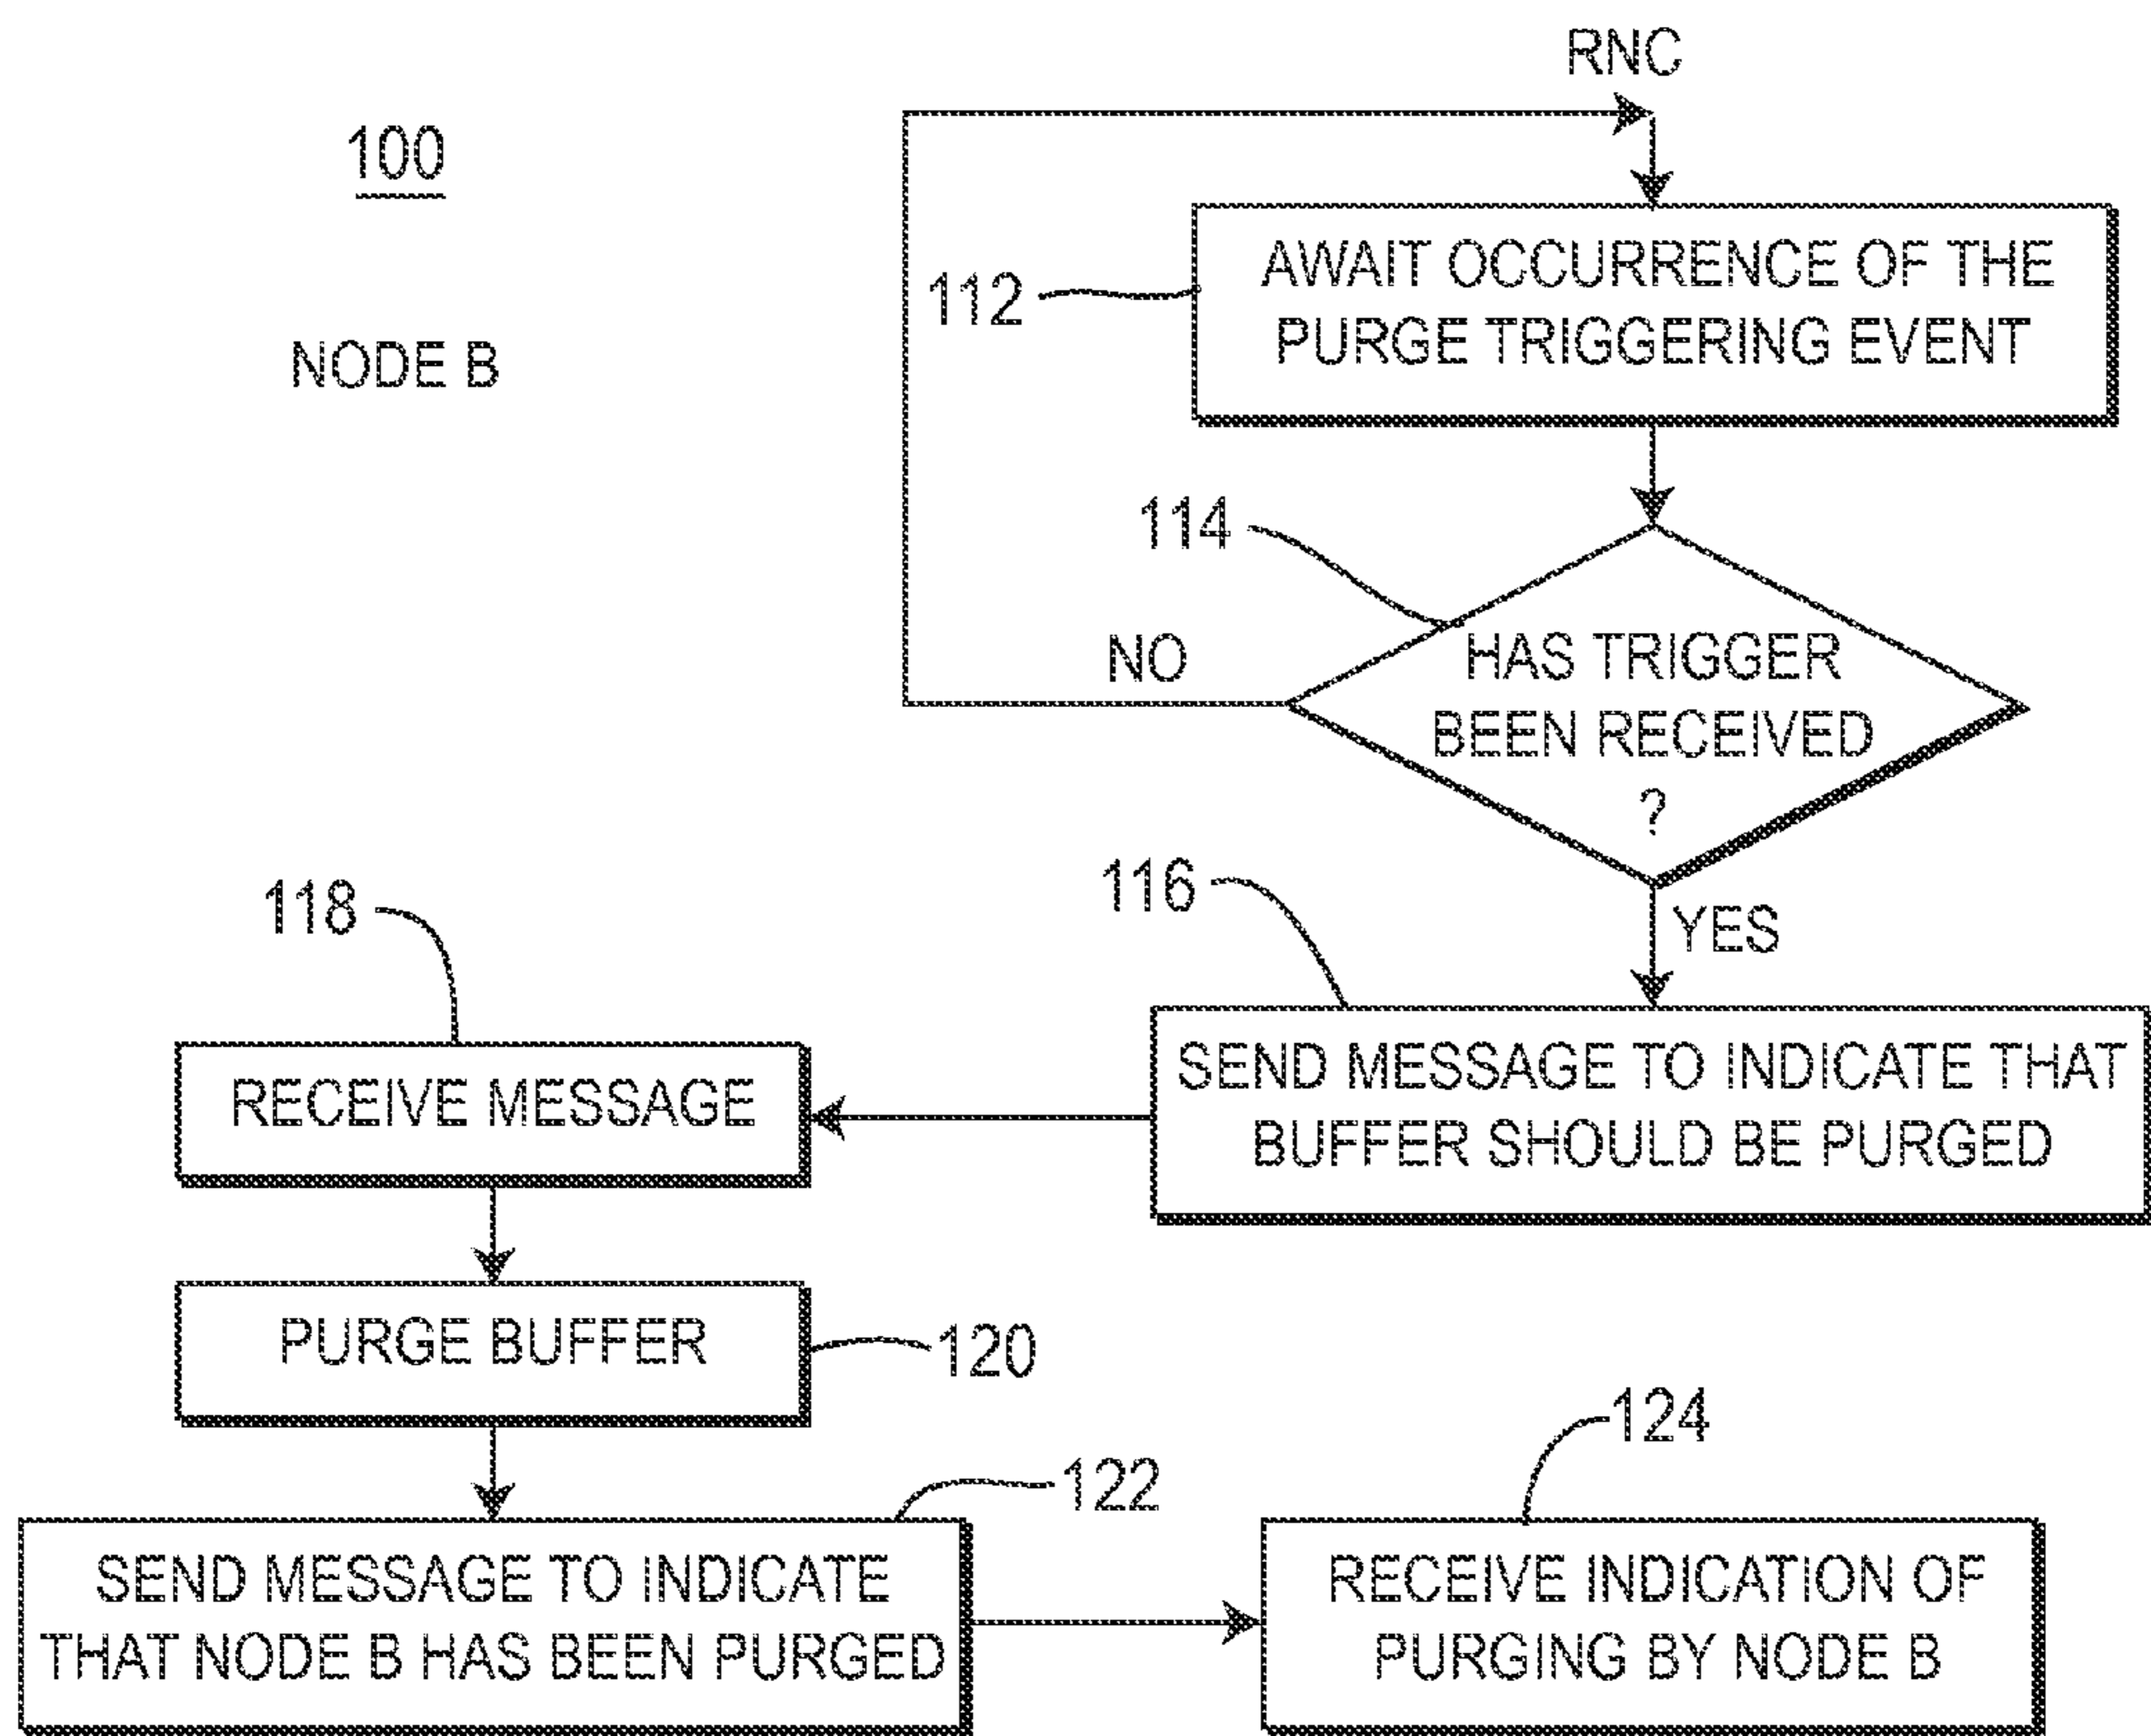 RNC
100
NODE B
112
AWAIT OCCURRENCE OF THE
PURGE TRIGGERING EVENT
114
NO
HAS TRIGGER
BEEN RECEIVED
?
YES
116
SEND MESSAGE TO INDICATE THAT
BUFFER SHOULD BE PURGED
118
RECEIVE MESSAGE
PURGE BUFFER
120
122
SEND MESSAGE TO INDICATE
THAT NODE B HAS BEEN PURGED
124
RECEIVE INDICATION OF
PURGING BY NODE B